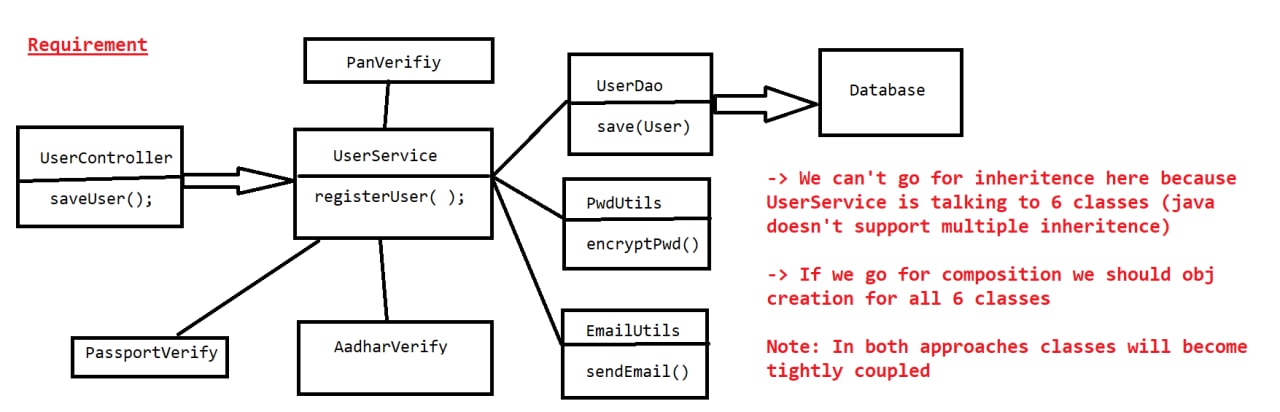 Requirement
PanVerifiy
UserController
saveUser();
UserService
registerUser( );
PassportVerify
AadharVerify
UserDao
save(User)
PwdUtils
encryptPwd()
EmailUtils
sendEmail()
Database
-> We can't go for inheritence here because
UserService is talking to 6 classes (java
doesn't support multiple inheritence)
-> If we go for composition we should obj
creation for all 6 classes
Note: In both approaches classes will become
tightly coupled